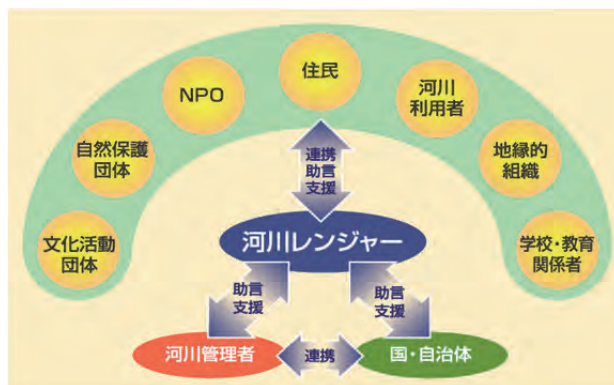 住民
NPO
河川
利用者
自然保護
団体
地縁的
組織
文化活動
団体
学校・教育
関係者
連携
助言
支援
河川レンジャー
助言
支援
助言
支援
河川管理者
連携
国・自治体